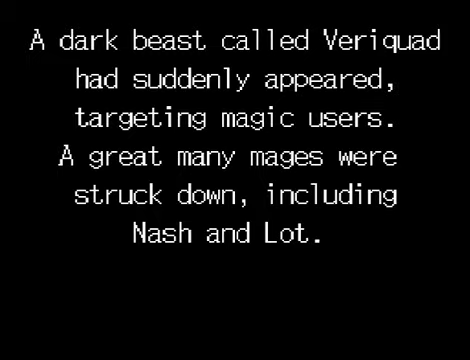 A dark beast called Veriquad
had suddenly appeared,
targeting magic users.
A great many mages were
struck down, including
Nash and Lot.